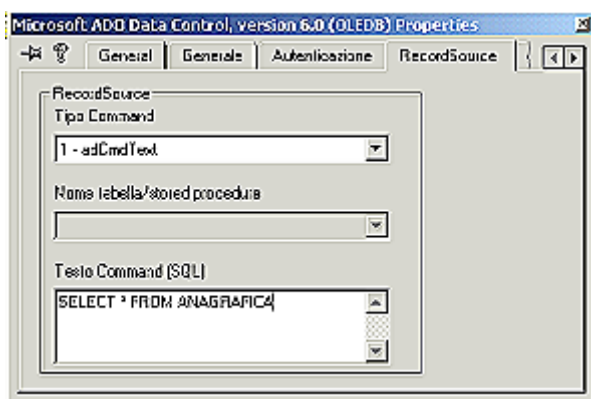 Microsoft ADO Data Control, version 6.0 (OLEDB) Properties
General Generale Autenticazione RecordSource
RecordSource
Tipo Command
1 - adCmdText
Nome tabella/stored procedure
Testo Command (SQL)
SELECT * FROM ANAGRAFICA